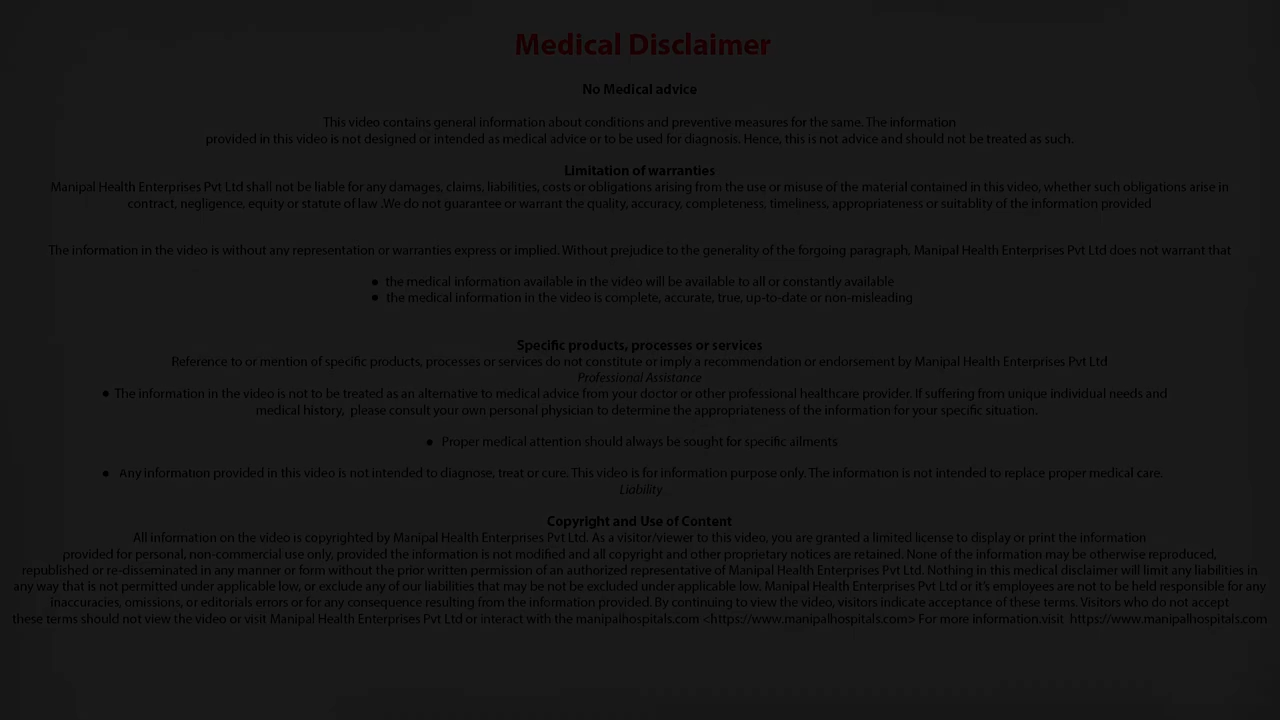 Medical Disclaimer
No Medical advice
This video contains general information about conditions and preventive measures for the same. The information
provided in this video is not designed or intended as medical advice or to be used for diagnosis. Hence, this is not advice and should not be treated as such.
Limitation of warranties
Manipal Health Enterprises Pvt Ltd shall not be liable for any damages, claims, liabilities, costs or obligations arising from the use or misuse of the material contained in this video, whether such obligations arise in
contract, negligence, equity or statute of law .We do not guarantee or warrant the quality, accuracy, completeness, timeliness, appropriateness or suitablity of the information provided
The information in the video is without any representation or warranties express or implied. Without prejudice to the generality of the forgoing paragraph, Manipal Health Enterprises Pvt Ltd does not warrant that
● the medical information available in the video will be available to all or constantly available
● the medical information in the video is complete, accurate, true, up-to-date or non-misleading
Specific products, processes or services
Reference to or mention of specific products, processes or services do not constitute or imply a recommendation or endorsement by Manipal Health Enterprises Pvt Ltd
Professional Assistance
● The information in the video is not to be treated as an alternative to medical advice from your doctor or other professional healthcare provider. If suffering from unique individual needs and
medical history, please consult your own personal physician to determine the appropriateness of the information for your specific situation.
● Proper medical attention should always be sought for specific ailments
● Any information provided in this video is not intended to diagnose, treat or cure. This video is for information purpose only. The information is not intended to replace proper medical care.
Liability
Copyright and Use of Content
All information on the video is copyrighted by Manipal Health Enterprises Pvt Ltd. As a visitor/viewer to this video, you are granted a limited license to display or print the information
provided for personal, non-commercial use only, provided the information is not modified and all copyright and other proprietary notices are retained. None of the information may be otherwise reproduced,
republished or re-disseminated in any manner or form without the prior written permission of an authorized representative of Manipal Health Enterprises Pvt Ltd. Nothing in this medical disclaimer will limit any liabilities in
any way that is not permitted under applicable low, or exclude any of our liabilities that may be not be excluded under applicable low. Manipal Health Enterprises Pvt Ltd or it's employees are not to be held responsible for any
inaccuracies, omissions, or editorials errors or for any consequence resulting from the information provided. By continuing to view the video, visitors indicate acceptance of these terms. Visitors who do not accept
these terms should not view the video or visit Manipal Health Enterprises Pvt Ltd or interact with the manipalhospitals.com <https://www.manipalhospitals.com> For more information.visit https://www.manipalhospitals.com